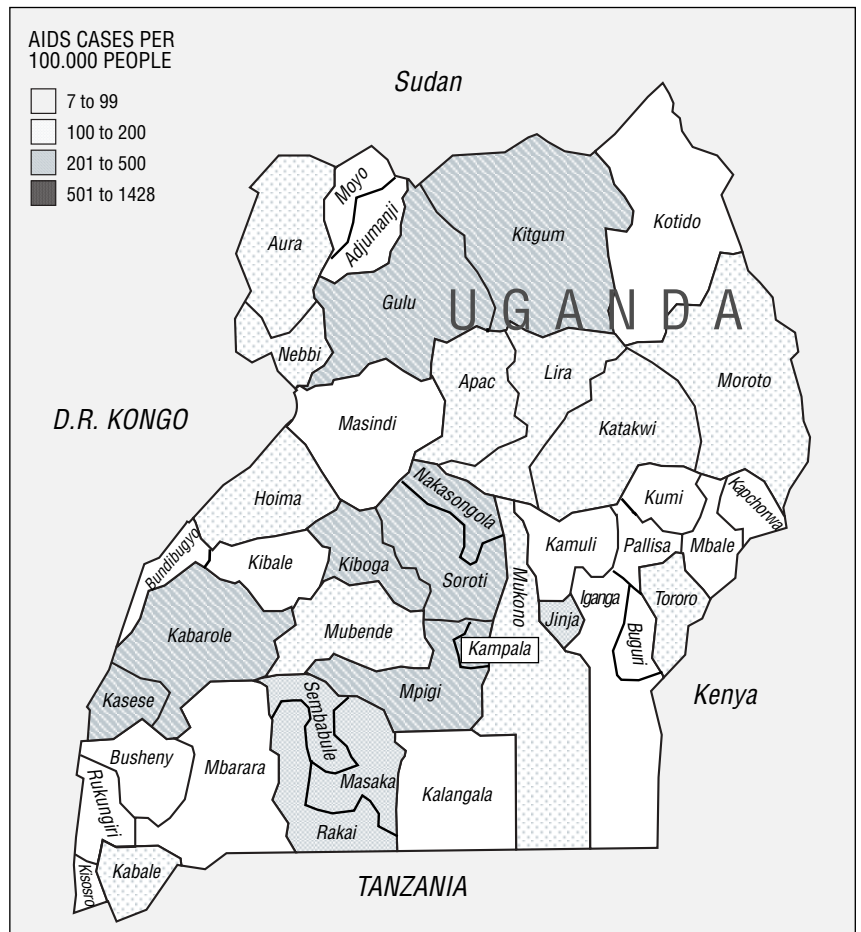 AIDS CASES PER
100.000 PEOPLE
7 to 99
100 to 200
201 to 500
501 to 1428
Sudan
Moyo
Adjumanji
Aura
Kitgum
Kotido
Gulu
UGANDA
Nebbi
Apac
Lira
Moroto
D.R. KONGO
Masindi
Katakwi
Nakasongola
Hoima
Kumi
Kapchorwa
Bundibugyo
Kibale
Kiboga
Soroti
Mukono
Kamuli
Pallisa
Mbale
Kabarole
Mubende
Jinja
Iganga
Buguri
Tororo
Kampala
Kasese
Sembabule
Mpigi
Kenya
Busheny
Mbarara
Masaka
Kalangala
Rukungiri
Rakai
Kisosro
Kabale
TANZANIA